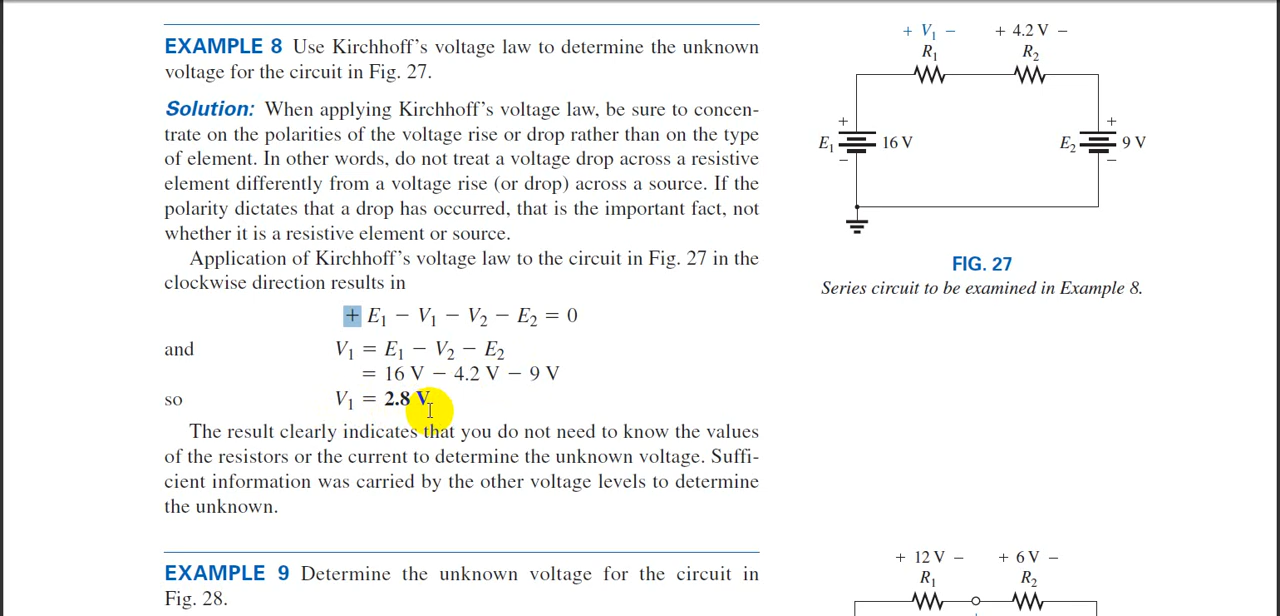 EXAMPLE 8 Use Kirchhoff's voltage law to determine the unknown
voltage for the circuit in Fig. 27.
Solution: When applying Kirchhoff's voltage law, be sure to concen-
trate on the polarities of the voltage rise or drop rather than on the type
of element. In other words, do not treat a voltage drop across a resistive
element differently from a voltage rise (or drop) across a source. If the
polarity dictates that a drop has occurred, that is the important fact, not
whether it is a resistive element or source.
Application of Kirchhoff's voltage law to the circuit in Fig. 27 in the
clockwise direction results in
+ E₁ − V₁ − V₂ − E₂ = 0
and V₁ = E₁ − V₂ − E₂
= 16 V − 4.2 V − 9 V
so V₁ = 2.8 V
The result clearly indicates that you do not need to know the values
of the resistors or the current to determine the unknown voltage. Suffi-
cient information was carried by the other voltage levels to determine
the unknown.
EXAMPLE 9 Determine the unknown voltage for the circuit in
Fig. 28.
+ V₁ − + 4.2 V −
R₁ R₂
+ +
E₁ 16 V E₂ 9 V
− −
FIG. 27
Series circuit to be examined in Example 8.
+ 12 V − + 6 V −
R₁ R₂